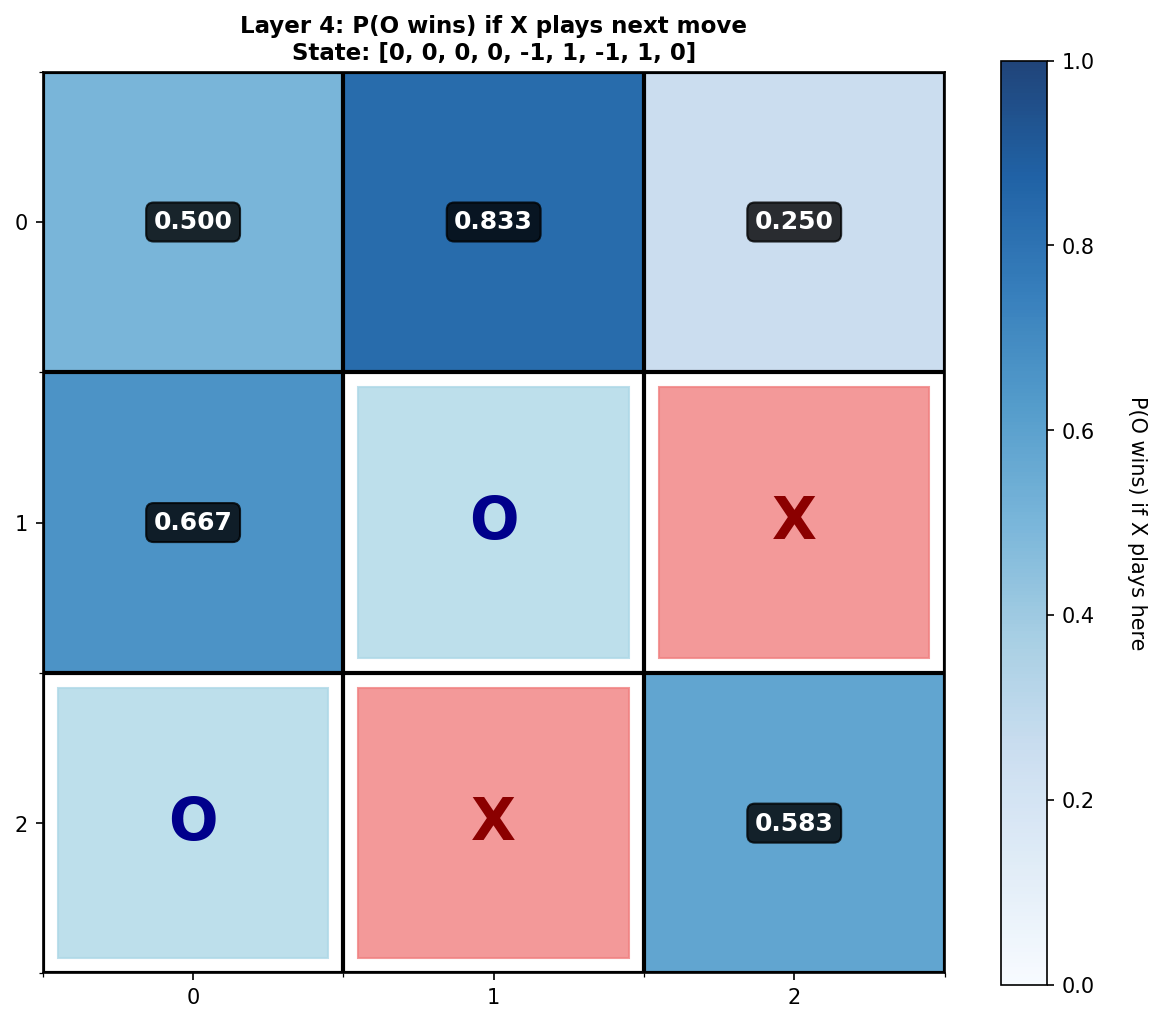 Layer 4: P(O wins) if X plays next move
State: [0, 0, 0, 0, -1, 1, -1, 1, 0]
0
0.500
0.833
0.250
1
0.667
O
X
2
O
X
0.583
0
1
2
1.0
0.8
0.6
0.4
0.2
0.0
P(O wins) if X plays here